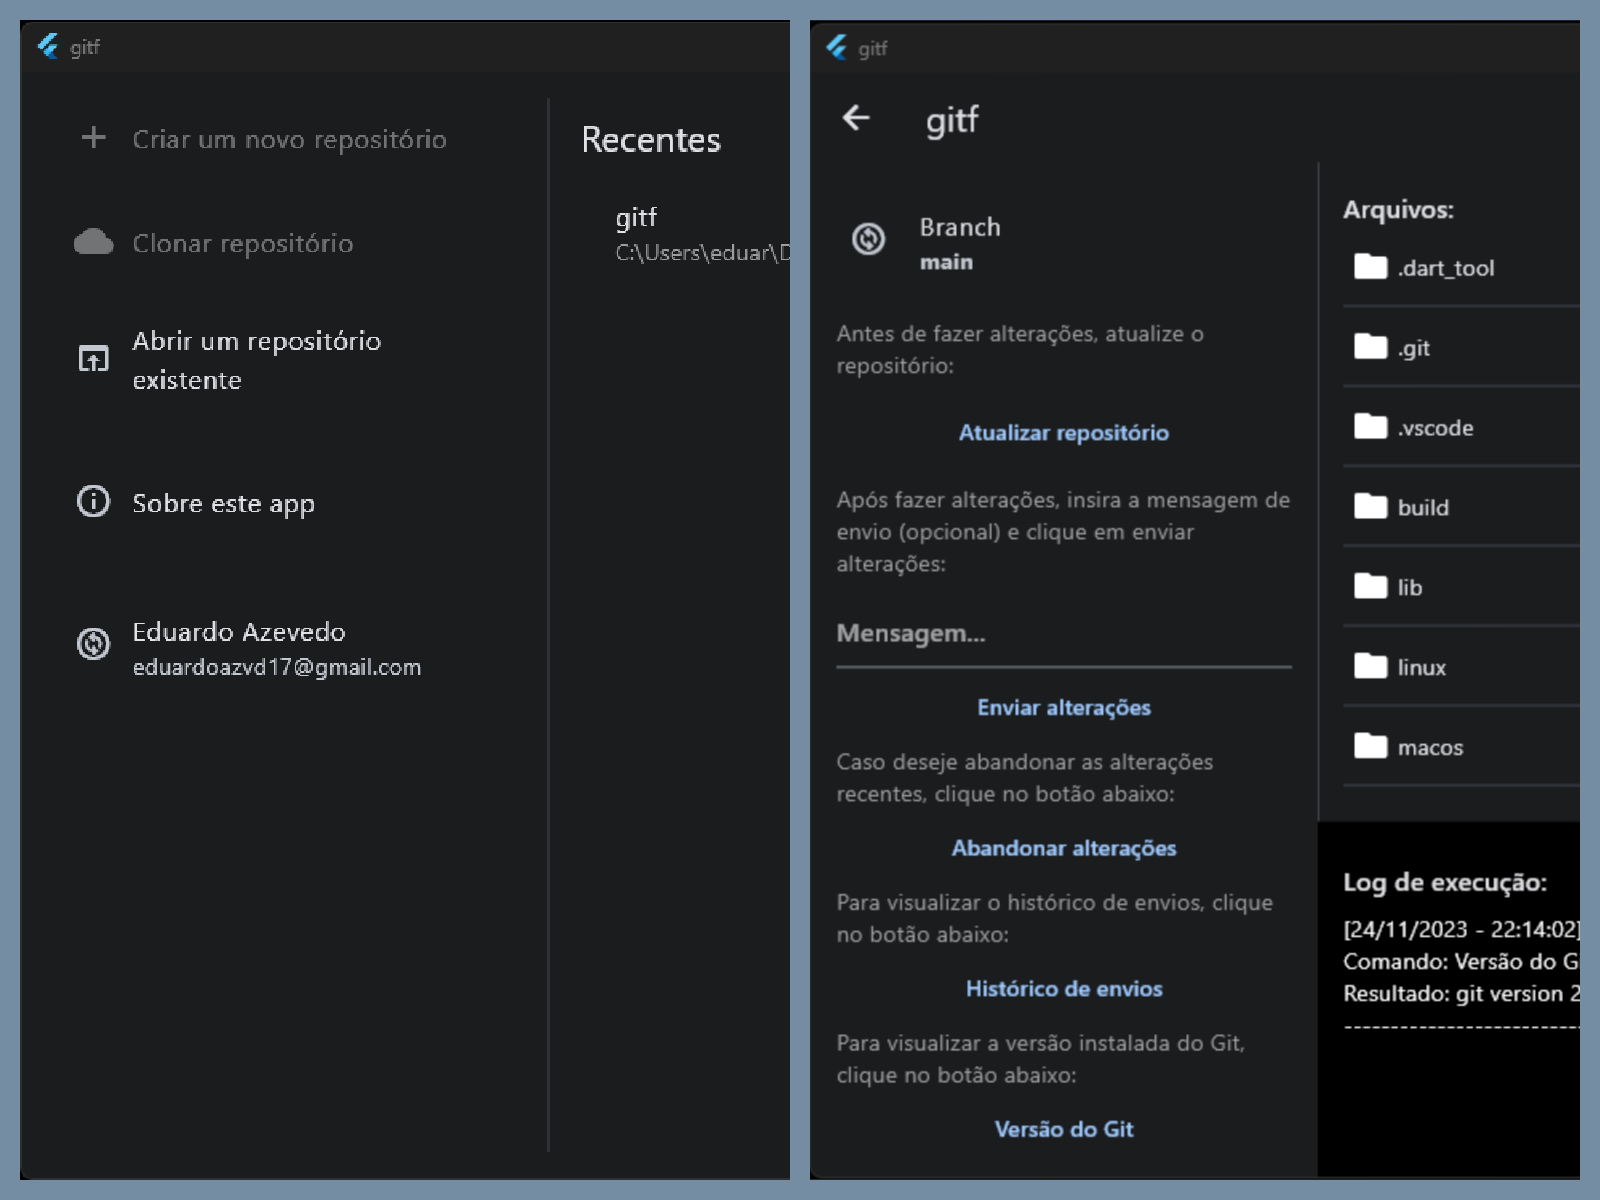 gitf
Criar um novo repositório
Clonar repositório
Abrir um repositório
existente
Sobre este app
Eduardo Azevedo
eduardoazvd17@gmail.com
Recentes
gitf
C:\Users\eduar\D
gitf
gitf
Branch
main
Antes de fazer alterações, atualize o
repositório:
Atualizar repositório
Após fazer alterações, insira a mensagem de
envio (opcional) e clique em enviar
alterações:
Mensagem...
Enviar alterações
Caso deseje abandonar as alterações
recentes, clique no botão abaixo:
Abandonar alterações
Para visualizar o histórico de envios, clique
no botão abaixo:
Histórico de envios
Para visualizar a versão instalada do Git,
clique no botão abaixo:
Versão do Git
Arquivos:
.dart_tool
.git
.vscode
build
lib
linux
macos
Log de execução:
[24/11/2023 - 22:14:02]
Comando: Versão do G
Resultado: git version 2
----------------------------